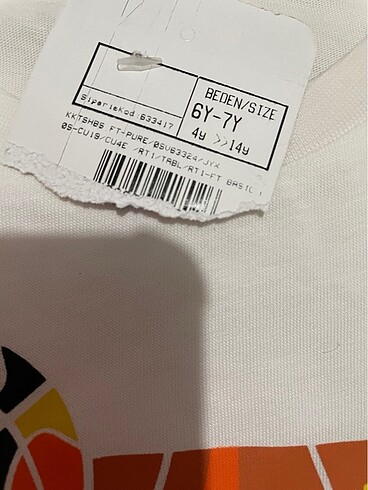 BEDEN/SIZE
6Y-7Y
4y >> 14y
Sipariskod:633417
KKTSHBS FT-PURE/0SU63324/JYX
05-CU19/CU4E /RT1/TABL/RT1-FT BASIC